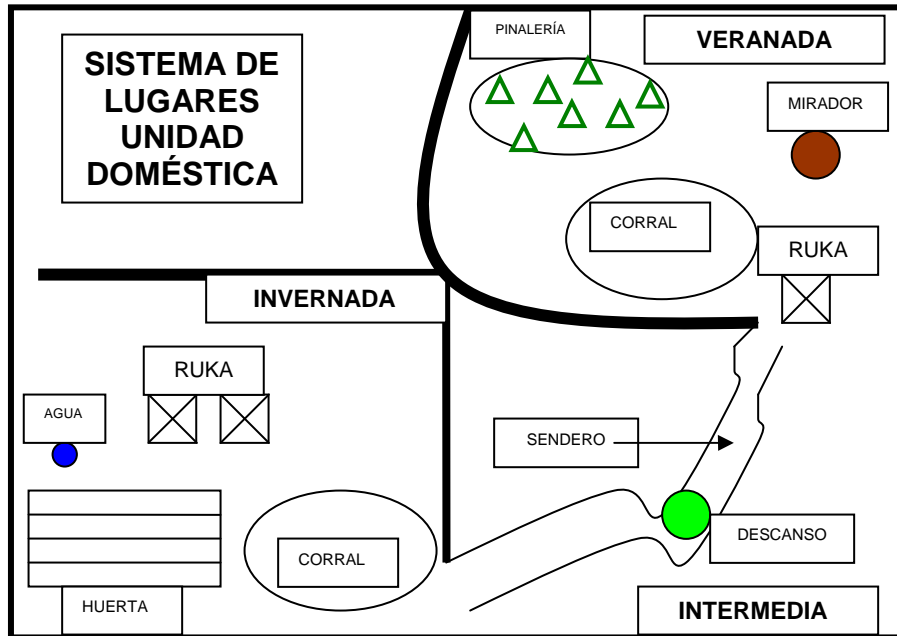 SISTEMA DE
LUGARES
UNIDAD
DOMÉSTICA
PINALERÍA
VERANADA
MIRADOR
CORRAL
RUKA
INVERNADA
RUKA
AGUA
SENDERO
DESCANSO
CORRAL
HUERTA
INTERMEDIA